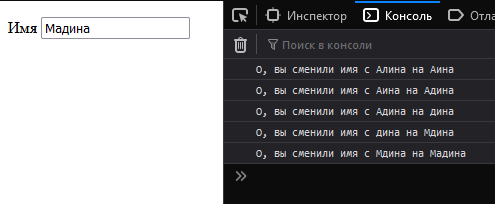 Имя Мадина
Инспектор Консоль
Поиск в консоли
О, вы сменили имя с Алина на Аина
О, вы сменили имя с Аина на Адина
О, вы сменили имя с Адина на дина
О, вы сменили имя с дина на Мдина
О, вы сменили имя с Мдина на Мадина